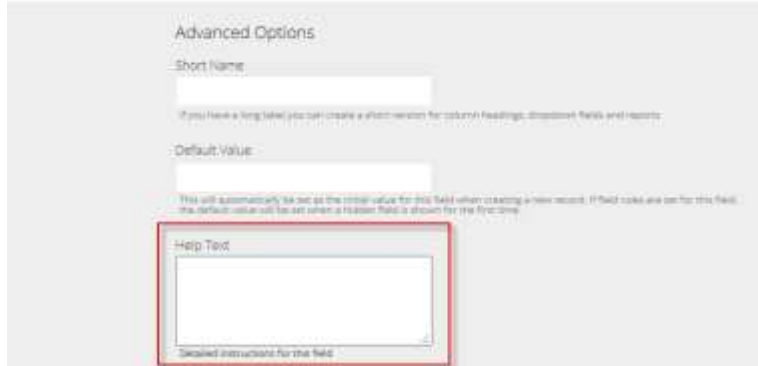 Advanced Options
Short Name
If you have a long label you can create a short version for column headings, dropdown fields and reports
Default Value
This will automatically be set as the initial value for this field when creating a new record. If field rules are set for this field,
the default value will be set when a hidden field is shown for the first time.
Help Text
Detailed instructions for the field